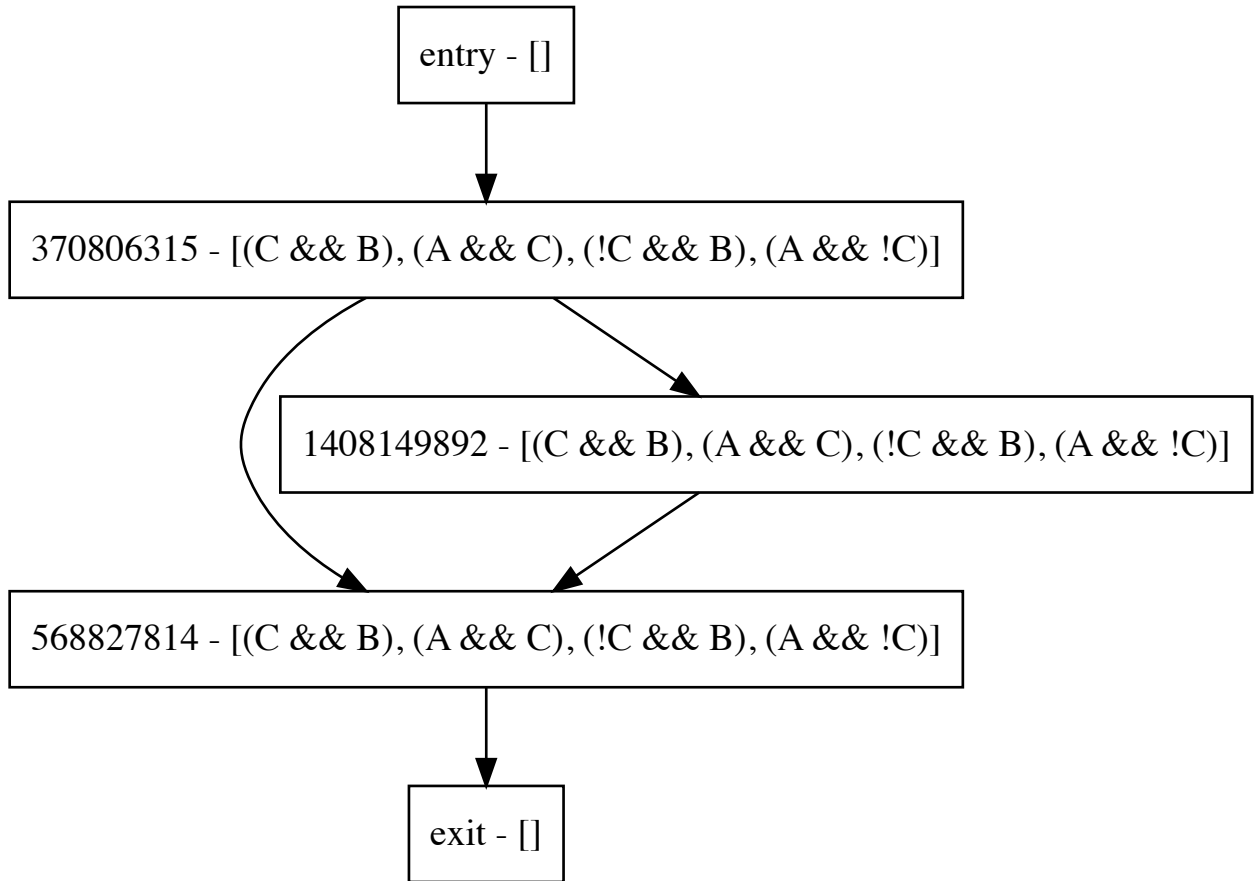 entry - []
370806315 - [(C && B), (A && C), (!C && B), (A && !C)]
1408149892 - [(C && B), (A && C), (!C && B), (A && !C)]
568827814 - [(C && B), (A && C), (!C && B), (A && !C)]
exit - []